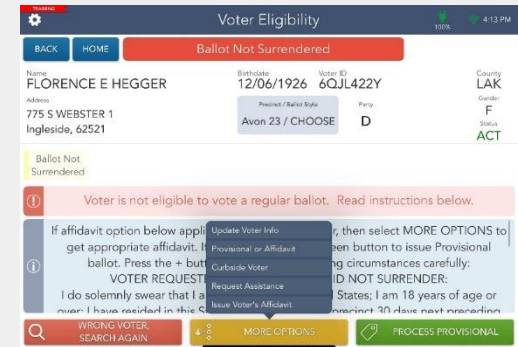 TRAINING
Voter Eligibility
100%
4:13 PM
BACK
HOME
Ballot Not Surrendered
Name
FLORENCE E HEGGER
Birthdate
12/06/1926
Voter ID
6QJL422Y
County
LAK
Address
775 S WEBSTER 1
Ingleside, 62521
Precinct / Ballot Style
Avon 23 / CHOOSE
Party
D
Gender
F
Status
ACT
Ballot Not
Surrendered
Voter is not eligible to vote a regular ballot. Read instructions below.
If affidavit option below appli r, then select MORE OPTIONS to
get appropriate affidavit. I een button to issue Provisional
ballot. Press the + butt g circumstances carefully:
VOTER REQUESTE ID NOT SURRENDER:
I do solemnly swear that I a States; I am 18 years of age or
over; I have resided in this S precinct 30 days next preceding
Update Voter Info
Provisional or Affidavit
Curbside Voter
Request Assistance
Issue Voter's Affidavit
WRONG VOTER,
SEARCH AGAIN
MORE OPTIONS
PROCESS PROVISIONAL